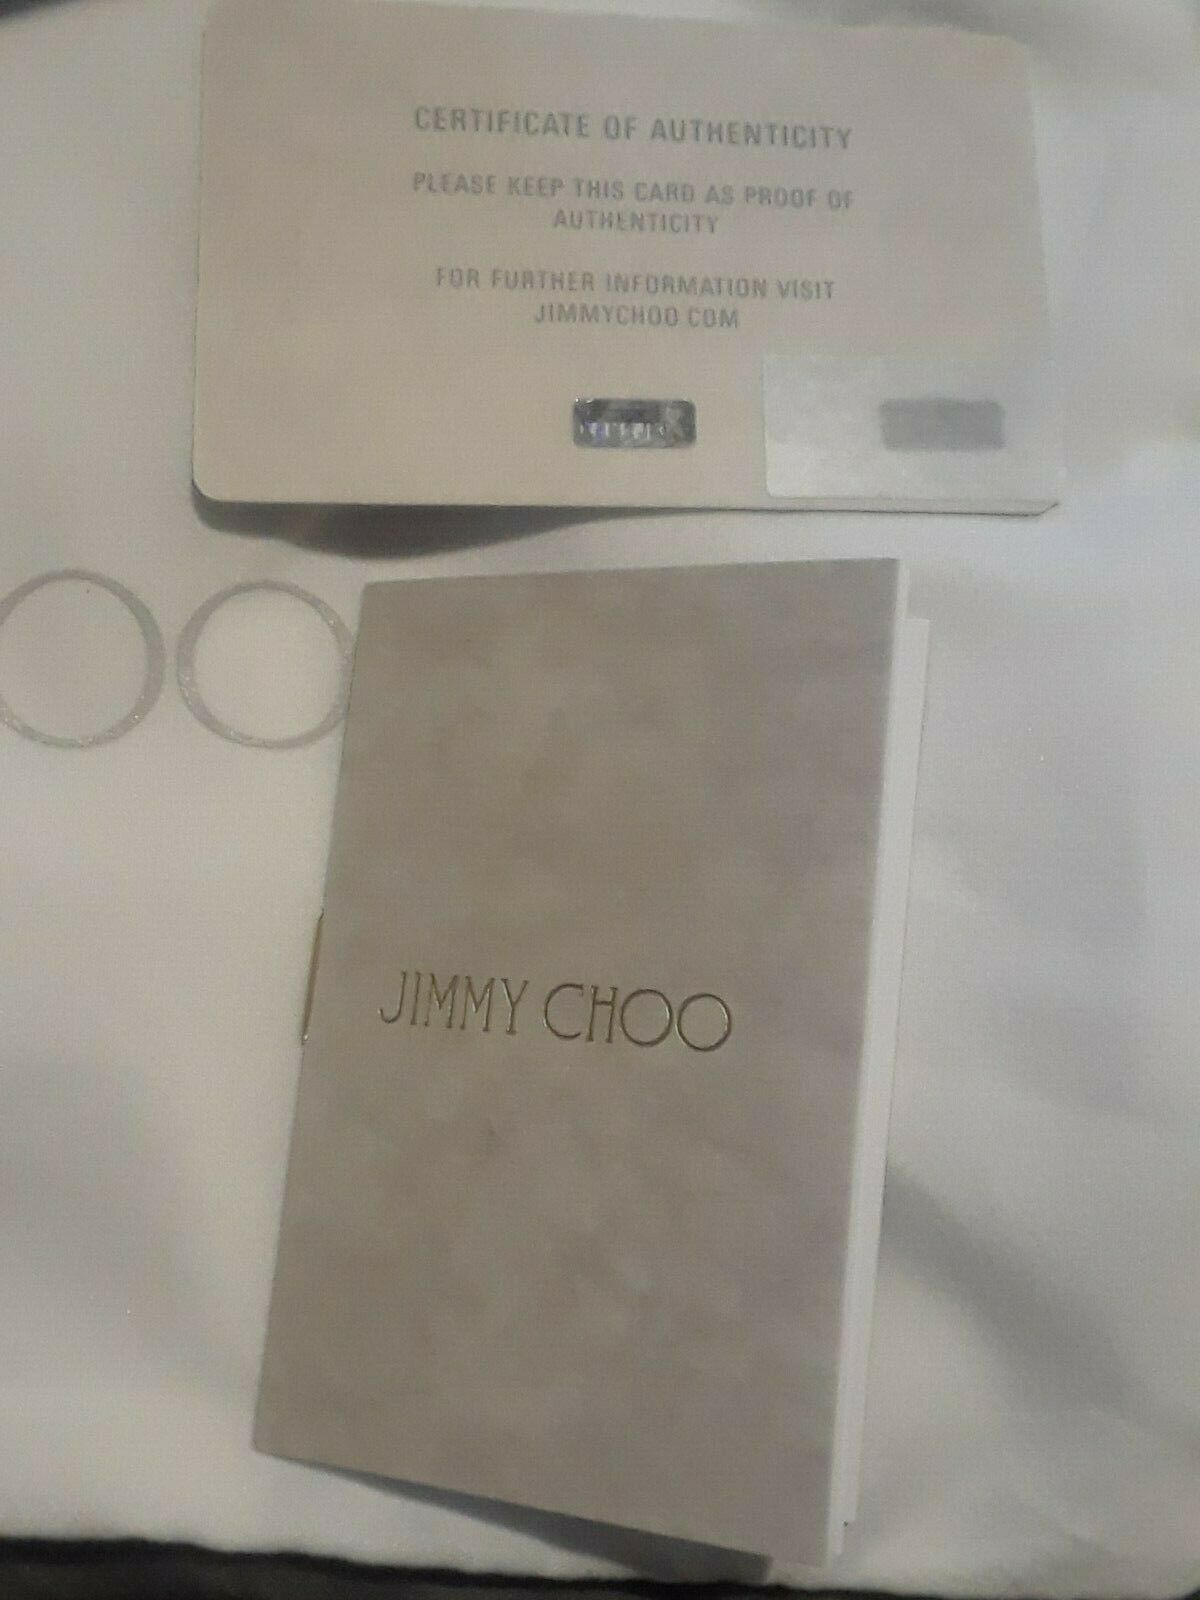 CERTIFICATE OF AUTHENTICITY
PLEASE KEEP THIS CARD AS PROOF OF
AUTHENTICITY
FOR FURTHER INFORMATION VISIT
JIMMYCHOO.COM
OO
JIMMY CHOO